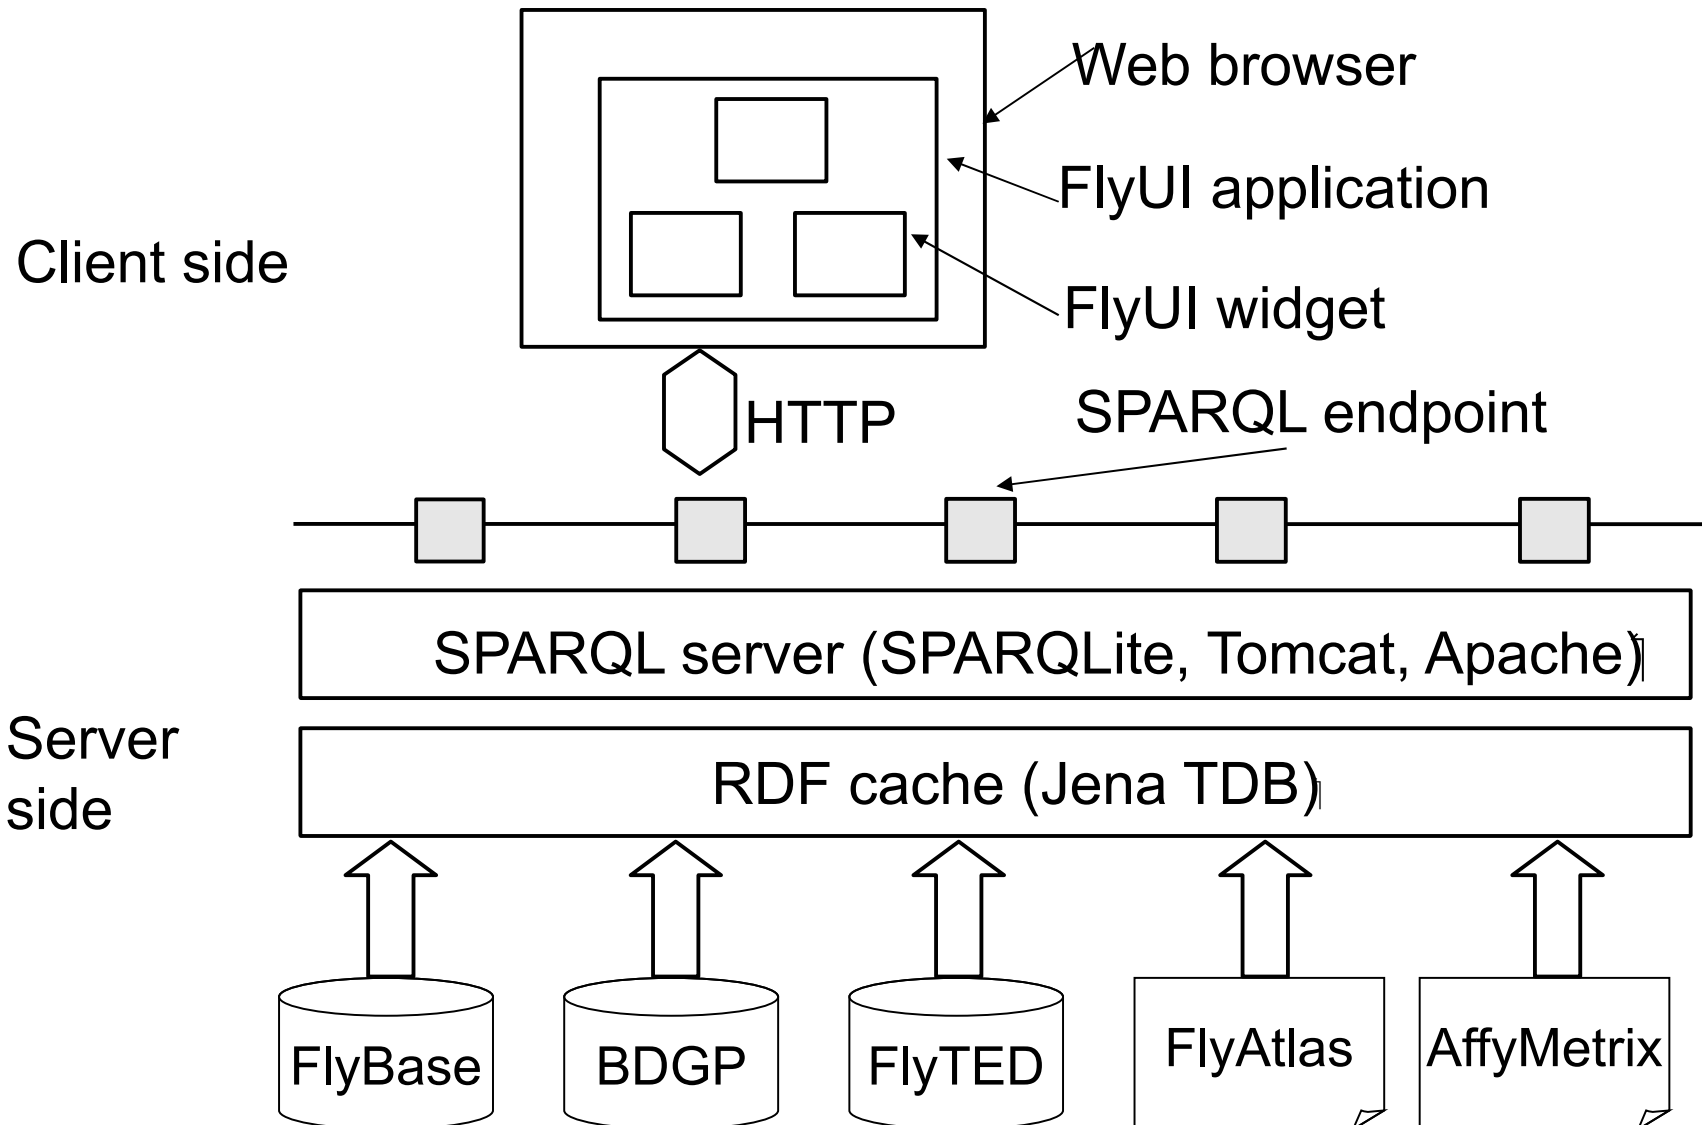 Web browser
FlyUI application
Client side
FlyUI widget
SPARQL endpoint
HTTP
SPARQL server (SPARQLite, Tomcat, Apache)
Server
side
RDF cache (Jena TDB)
FlyBase
BDGP
FlyTED
FlyAtlas
AffyMetrix